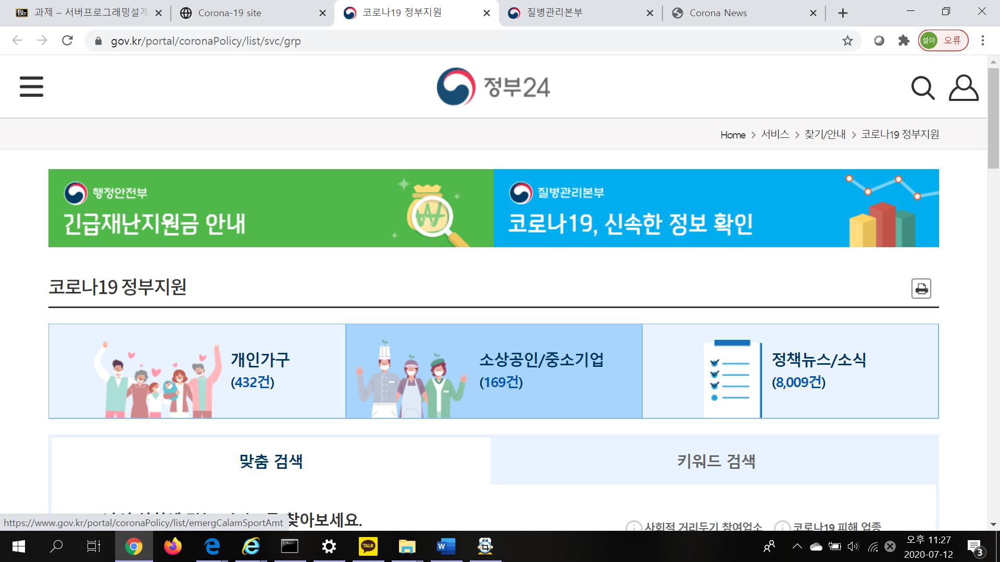 과제 – 서버프로그래밍설계
Corona-19 site
코로나19 정부지원
질병관리본부
Corona News
gov.kr/portal/coronaPolicy/list/svc/grp
설아 오류
정부24
Home > 서비스 > 찾기/안내 > 코로나19 정부지원
행정안전부
긴급재난지원금 안내
질병관리본부
코로나19, 신속한 정보 확인
코로나19 정부지원
개인가구
(432건)
소상공인/중소기업
(169건)
정책뉴스/소식
(8,009건)
맞춤 검색
키워드 검색
찾아보세요.
사회적 거리두기 참여업소
코로나19 피해 업종
https://www.gov.kr/portal/coronaPolicy/list/emergCalamSportAmt
TALK
오후 11:27
2020-07-12
3